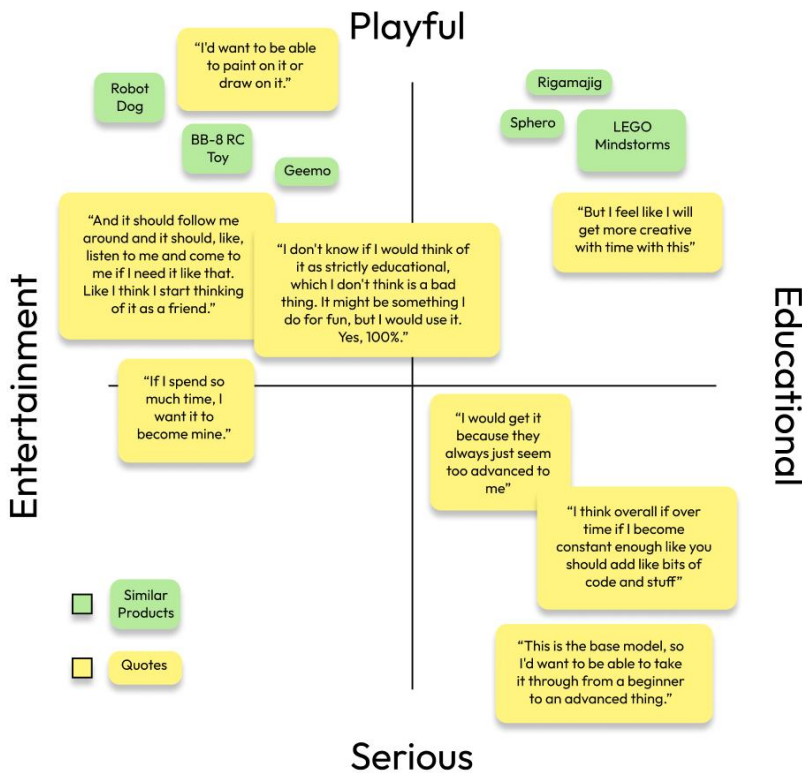 Playful
“I'd want to be able
to paint on it or
draw on it.”
Robot
Dog
BB-8 RC
Toy
Geemo
Rigamajig
Sphero
LEGO
Mindstorms
“And it should follow me
around and it should, like,
listen to me and come to
me if I need it like that.
Like I think I start thinking
of it as a friend.”
“I don't know if I would think of
it as strictly educational,
which I don't think is a bad
thing. It might be something I
do for fun, but I would use it.
Yes, 100%.”
“But I feel like I will
get more creative
with time with this”
Entertainment
Educational
“If I spend so
much time, I
want it to
become mine.”
“I would get it
because they
always just seem
too advanced to
me”
“I think overall if over
time if I become
constant enough like you
should add like bits of
code and stuff”
“This is the base model, so
I'd want to be able to take
it through from a beginner
to an advanced thing.”
Similar
Products
Quotes
Serious